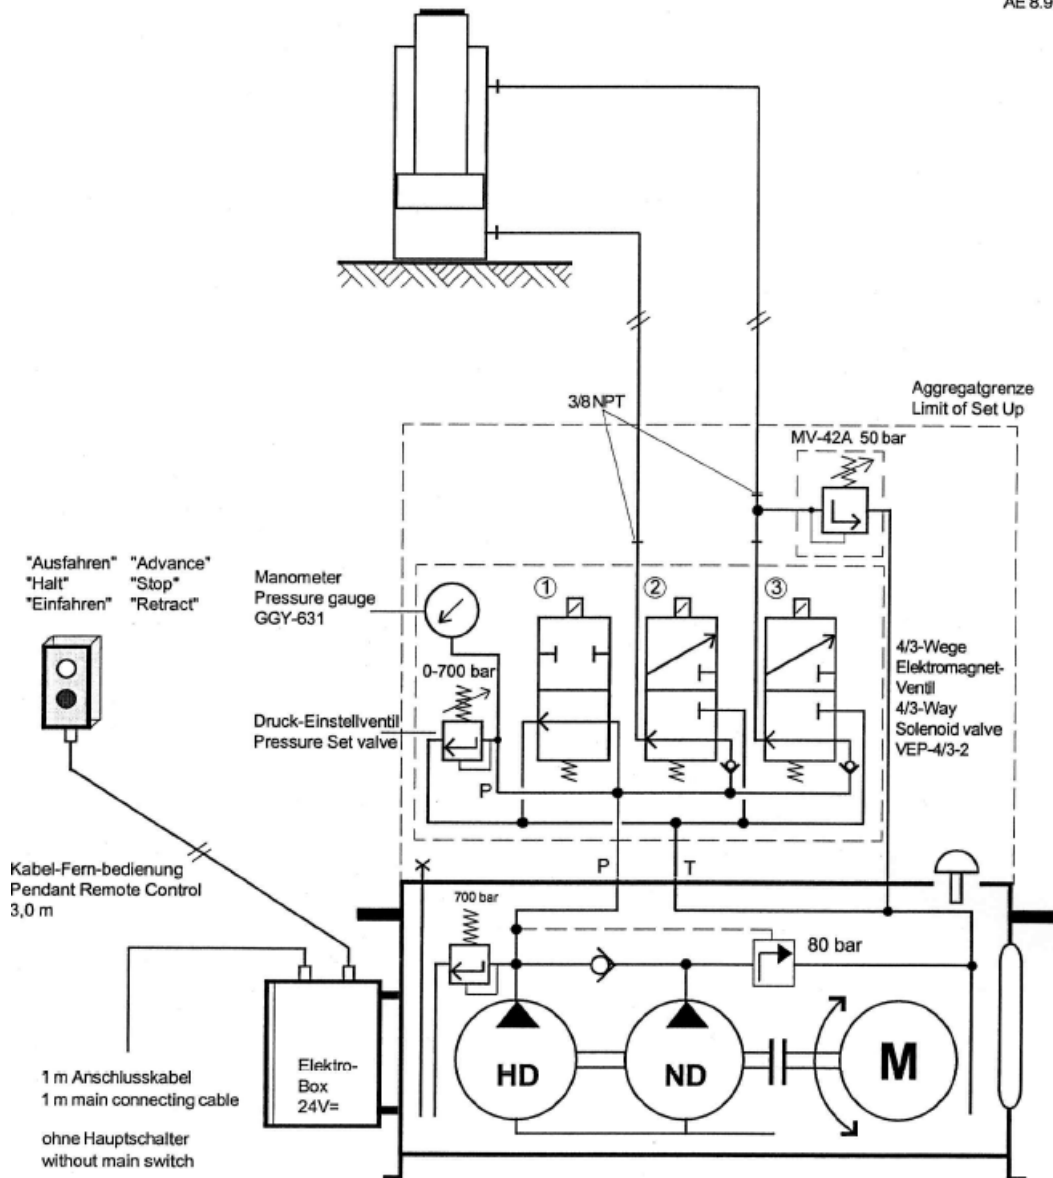 AE 8.9
3/8 NPT
Aggregatgrenze
Limit of Set Up
MV-42A 50 bar
"Ausfahren" "Advance"
"Halt" "Stop"
"Einfahren" "Retract"
Manometer
Pressure gauge
GGY-631
1
2
3
0-700 bar
4/3-Wege
Elektromagnet-
Ventil
4/3-Way
Solenoid valve
VEP-4/3-2
Druck-Einstellventil
Pressure Set valve
P
P
T
Kabel-Fern-bedienung
Pendant Remote Control
3,0 m
700 bar
80 bar
HD
ND
M
Elektro-
Box
24V=
1 m Anschlusskabel
1 m main connecting cable
ohne Hauptschalter
without main switch